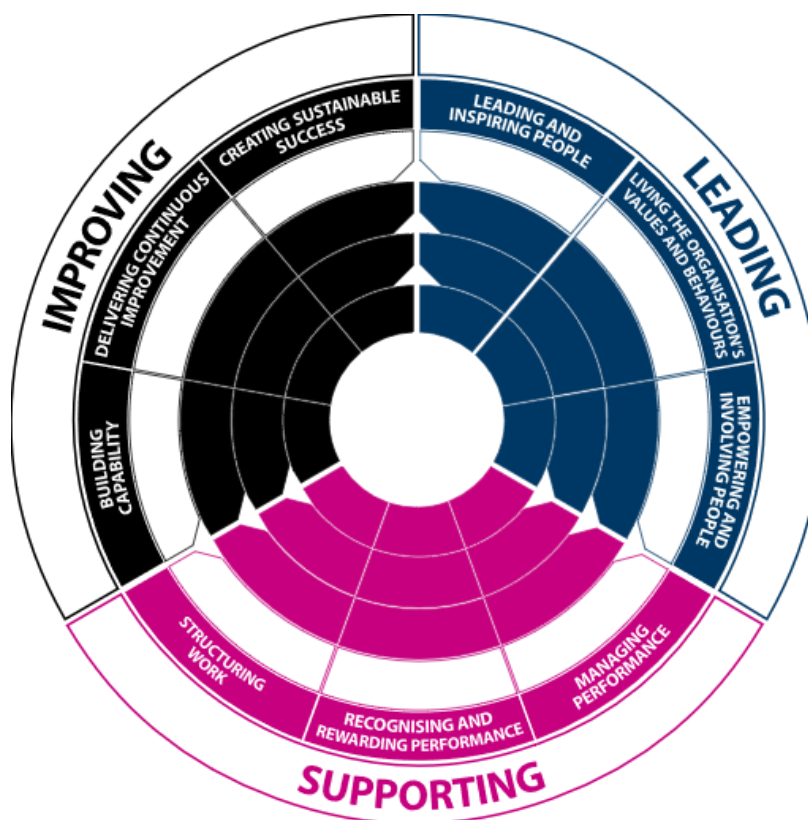 LEADING
LEADING AND
INSPIRING PEOPLE
LIVING THE ORGANISATION'S
VALUES AND BEHAVIOURS
EMPOWERING AND
INVOLVING PEOPLE
SUPPORTING
MANAGING
PERFORMANCE
RECOGNISING AND
REWARDING PERFORMANCE
STRUCTURING
WORK
IMPROVING
BUILDING
CAPABILITY
DELIVERING CONTINUOUS
IMPROVEMENT
CREATING SUSTAINABLE
SUCCESS